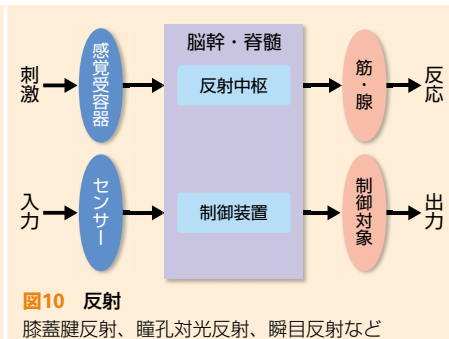 脳幹・脊髄
刺激
感覚受容器
反射中枢
筋・腺
反応
入力
センサー
制御装置
制御対象
出力
図10 反射
膝蓋腱反射、瞳孔対光反射、瞬目反射など